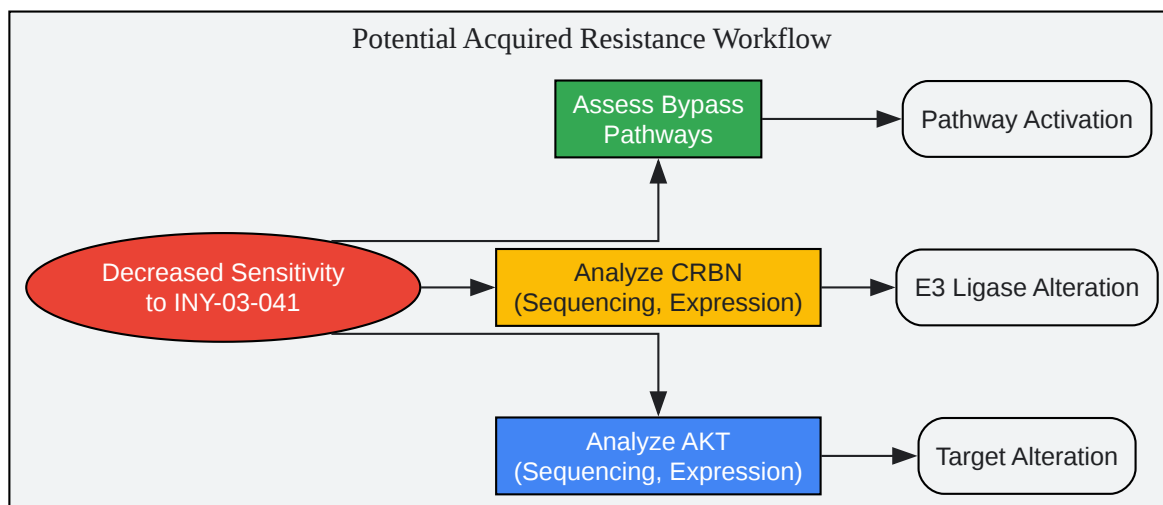 Potential Acquired Resistance Workflow
Assess Bypass
Pathways
Pathway Activation
Decreased Sensitivity
to INY-03-041
Analyze CRBN
(Sequencing, Expression)
E3 Ligase Alteration
Analyze AKT
(Sequencing, Expression)
Target Alteration